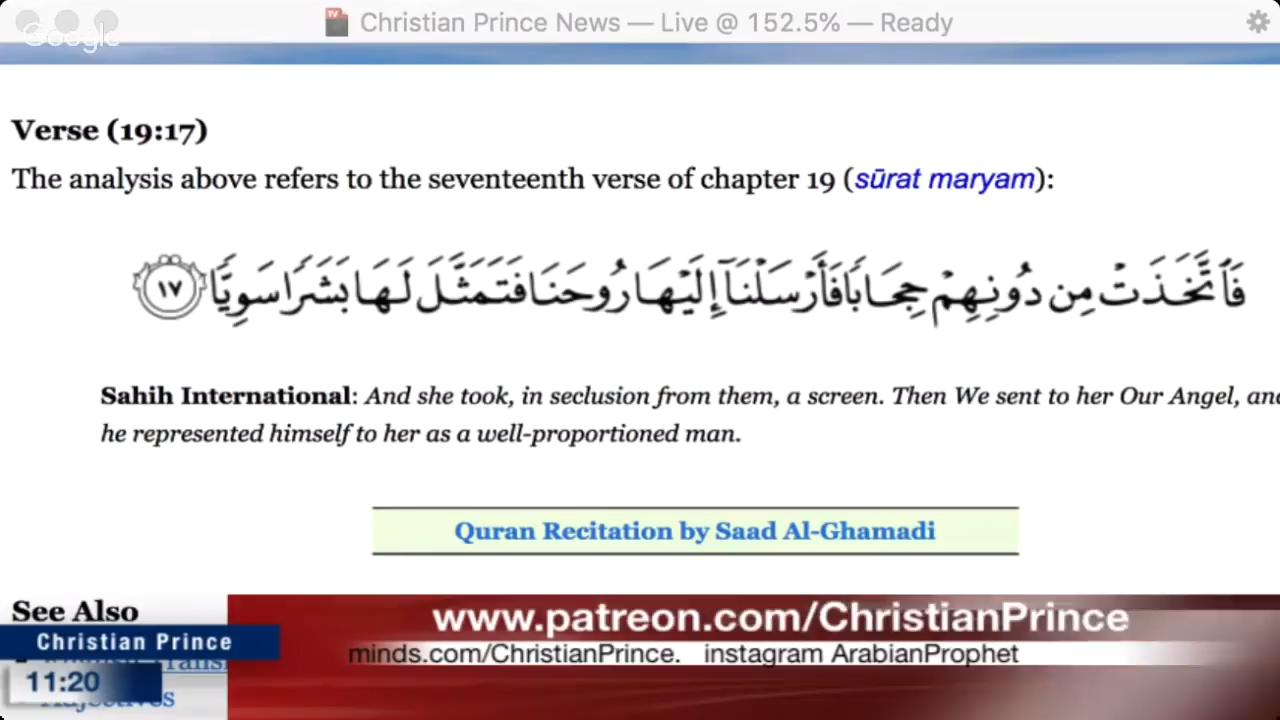 Google
Christian Prince News — Live @ 152.5% — Ready
Verse (19:17)
The analysis above refers to the seventeenth verse of chapter 19 (sūrat maryam):
فَٱتَّخَذَتْ مِن دُونِهِمْ حِجَابًا فَأَرْسَلْنَآ إِلَيْهَا رُوحَنَا فَتَمَثَّلَ لَهَا بَشَرًا سَوِيًّا ١٧
Sahih International: And she took, in seclusion from them, a screen. Then We sent to her Our Angel, and
he represented himself to her as a well-proportioned man.
Quran Recitation by Saad Al-Ghamadi
See Also
www.patreon.com/ChristianPrince
Christian Prince
minds.com/ChristianPrince. instagram ArabianProphet
11:20